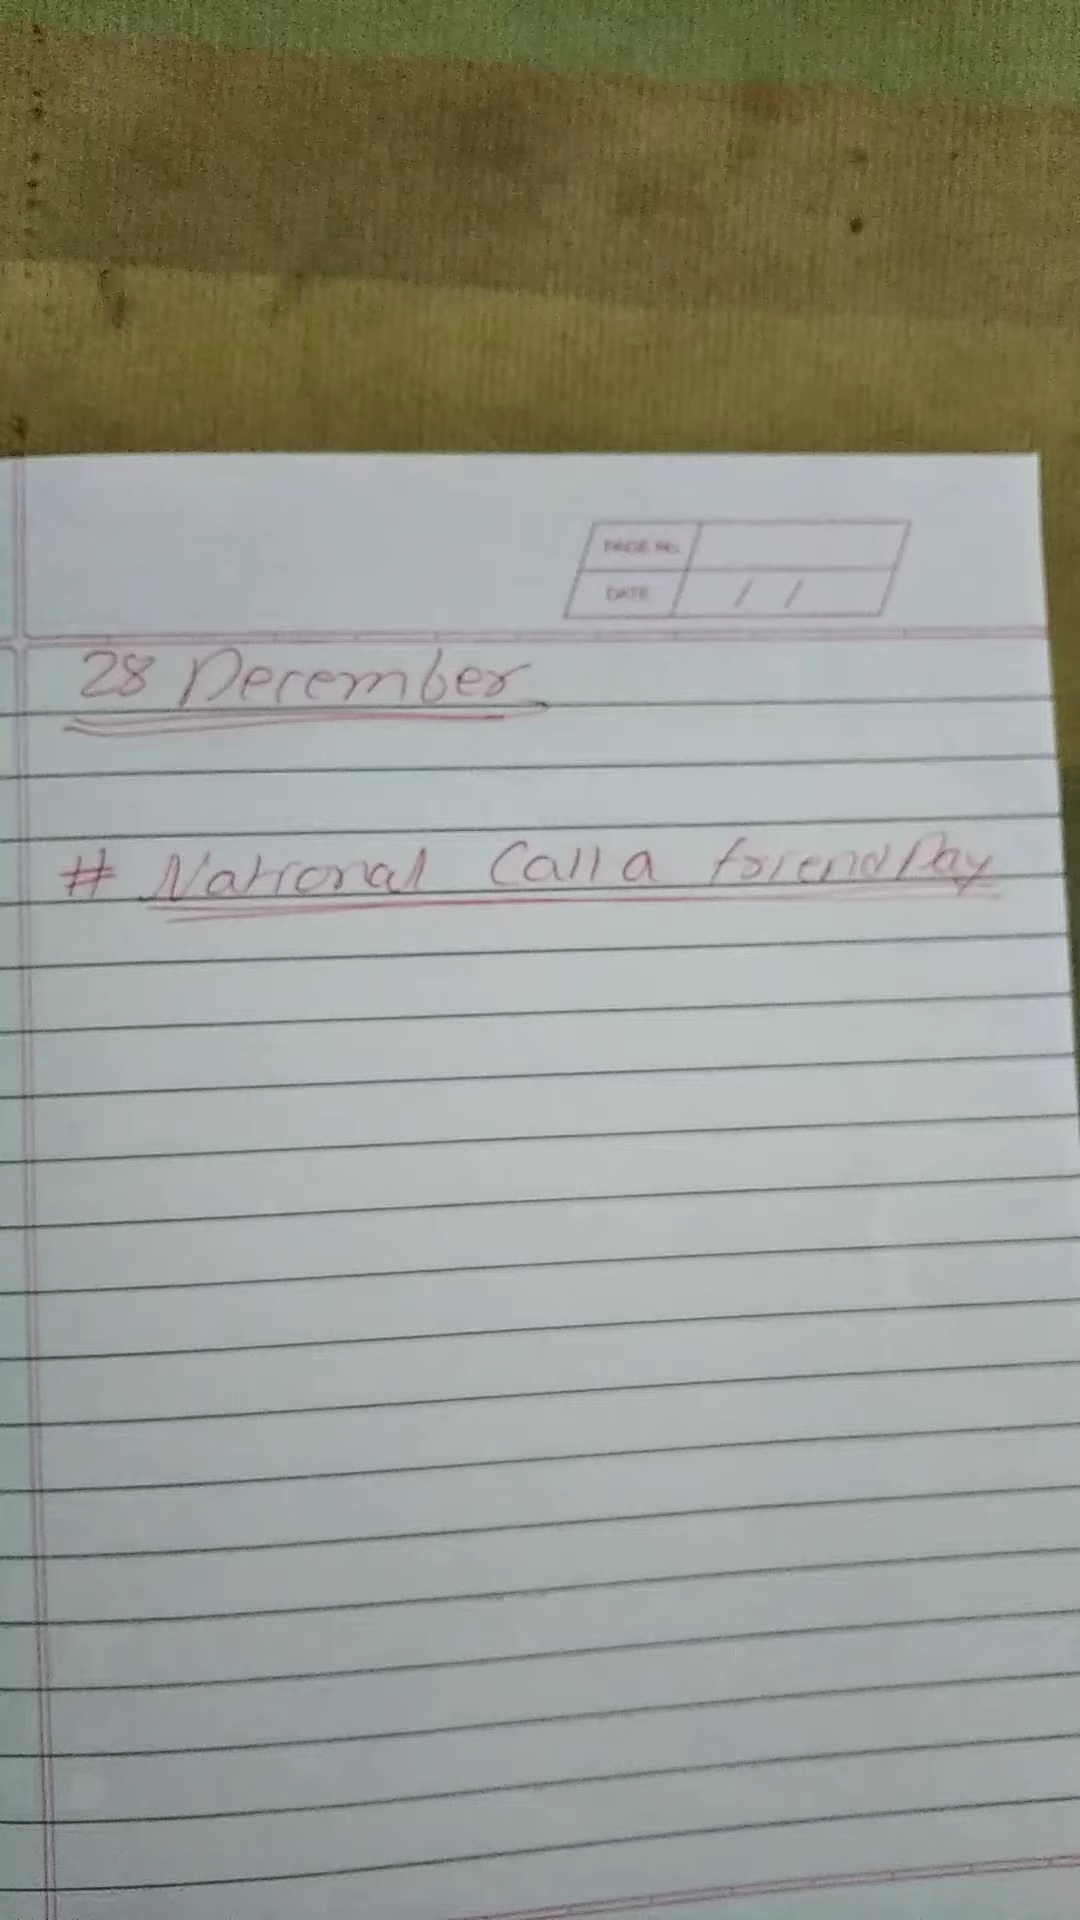 PAGE No.
DATE / /
28 December
# National Call a friend Day